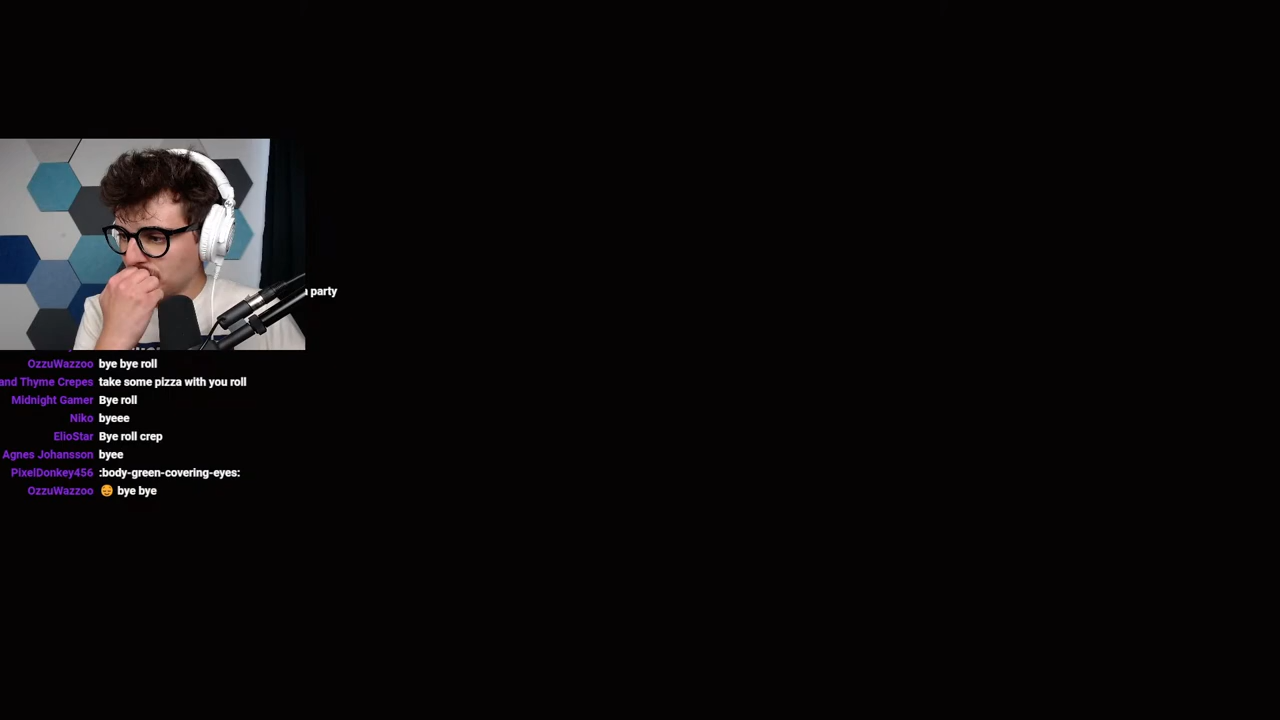 party
OzzuWazzoo bye bye roll
and Thyme Crepes take some pizza with you roll
Midnight Gamer Bye roll
Niko byeee
ElioStar Bye roll crep
Agnes Johansson byee
PixelDonkey456 :body-green-covering-eyes:
OzzuWazzoo 😌 bye bye